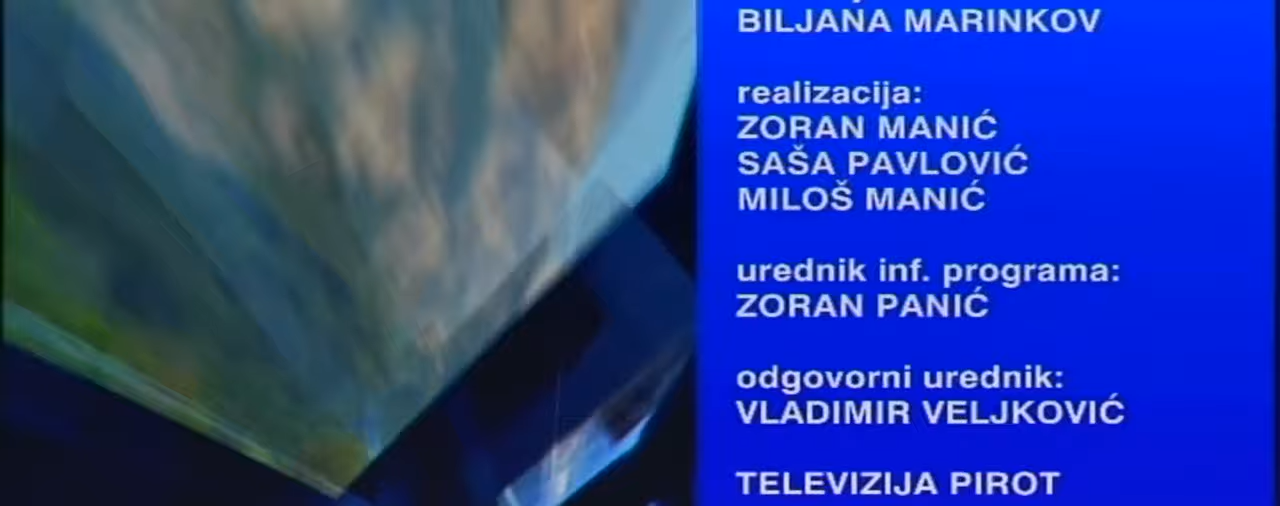 BILJANA MARINKOV
realizacija:
ZORAN MANIĆ
SAŠA PAVLOVIĆ
MILOŠ MANIĆ
urednik inf. programa:
ZORAN PANIĆ
odgovorni urednik:
VLADIMIR VELJKOVIĆ
TELEVIZIJA PIROT